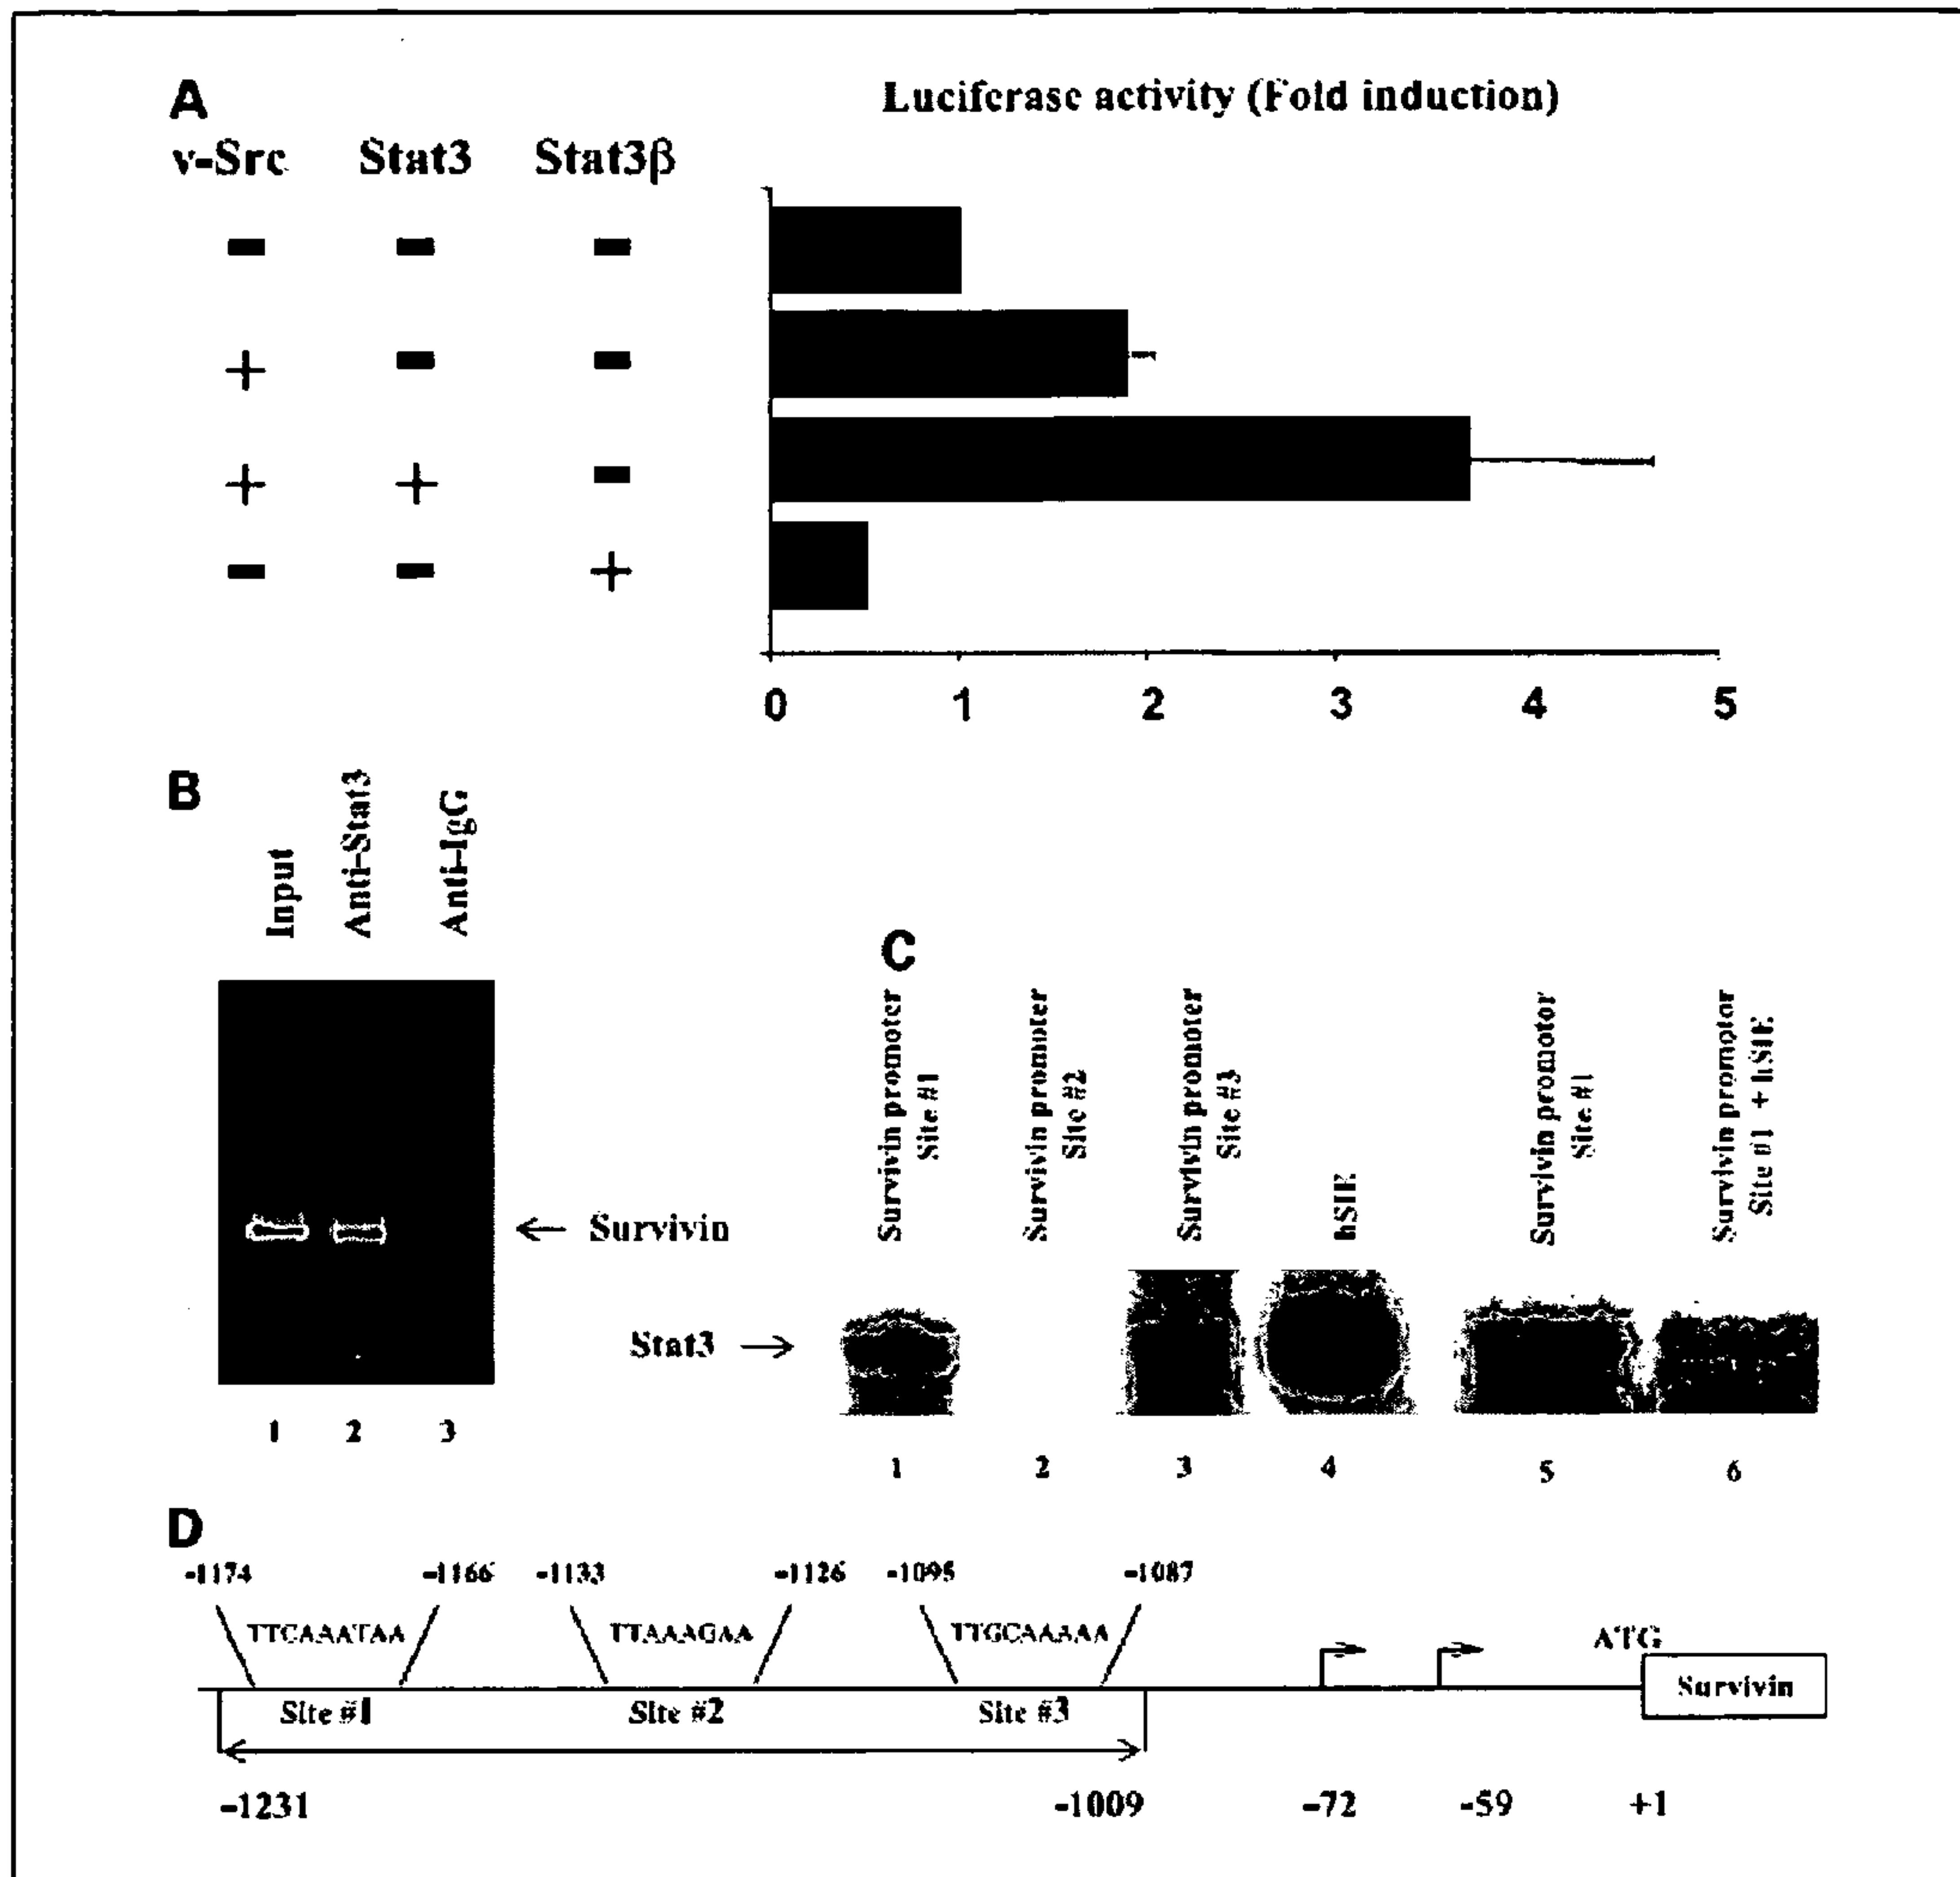 A
Luciferase activity (Fold induction)
v-Src Stat3 Stat3β
- - -
+ - -
+ + -
- - +
0 1 2 3 4 5
B
Input
Anti-Stat3
Anti-IgG
← Survivin
1 2 3
C
Survivin promoter
Site #1
Survivin promoter
Site #2
Survivin promoter
Site #3
hSIE
Survivin promotor
Site #1
Survivin promotor
Site #1 + hSIE
Stat3 →
1 2 3 4 5 6
D
-1174 -1166 -1133 -1126 -1095 -1087
TTCAAATAA TTAAAGAA TTGCAAAAA ATG
Site #1 Site #2 Site #3 Survivin
-1231 -1009 -72 -59 +1